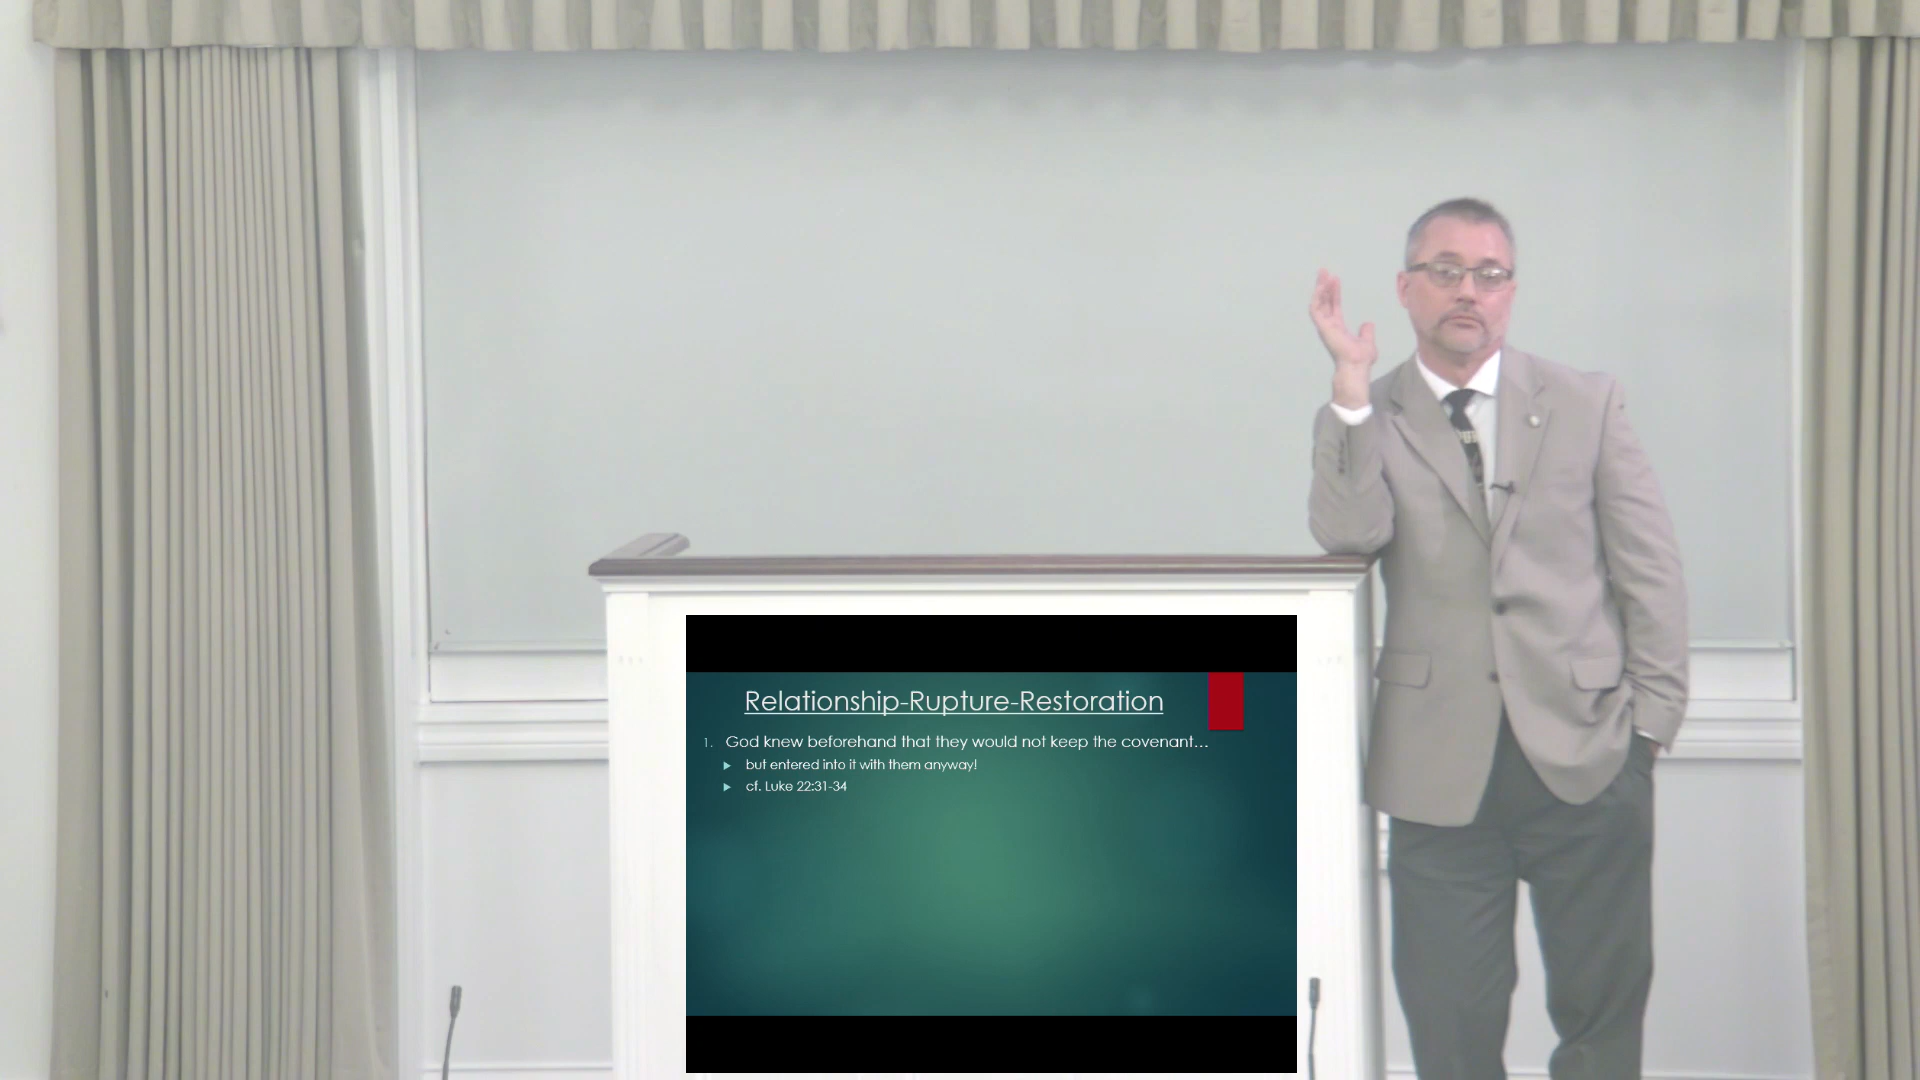 Relationship-Rupture-Restoration
1. God knew beforehand that they would not keep the covenant...
▶ but entered into it with them anyway!
▶ cf. Luke 22:31-34